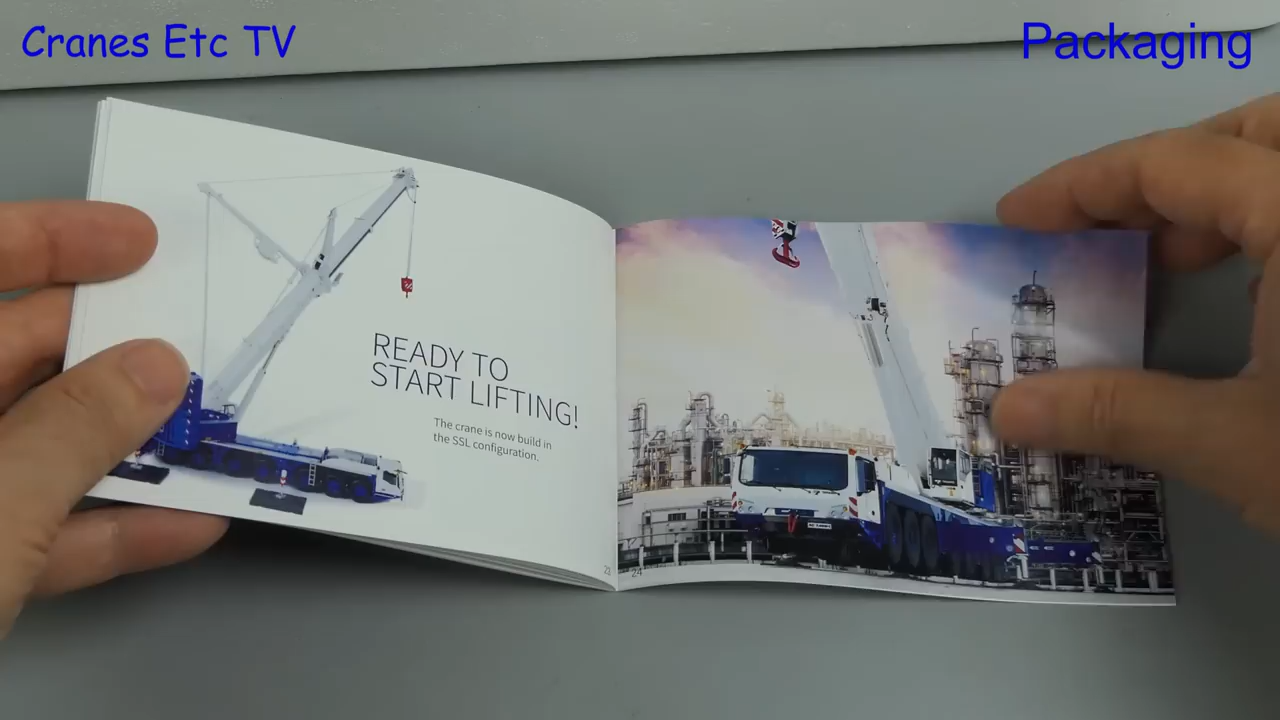 Cranes Etc TV
Packaging
READY TO
START LIFTING!
The crane is now build in
the SSL configuration.
23
24